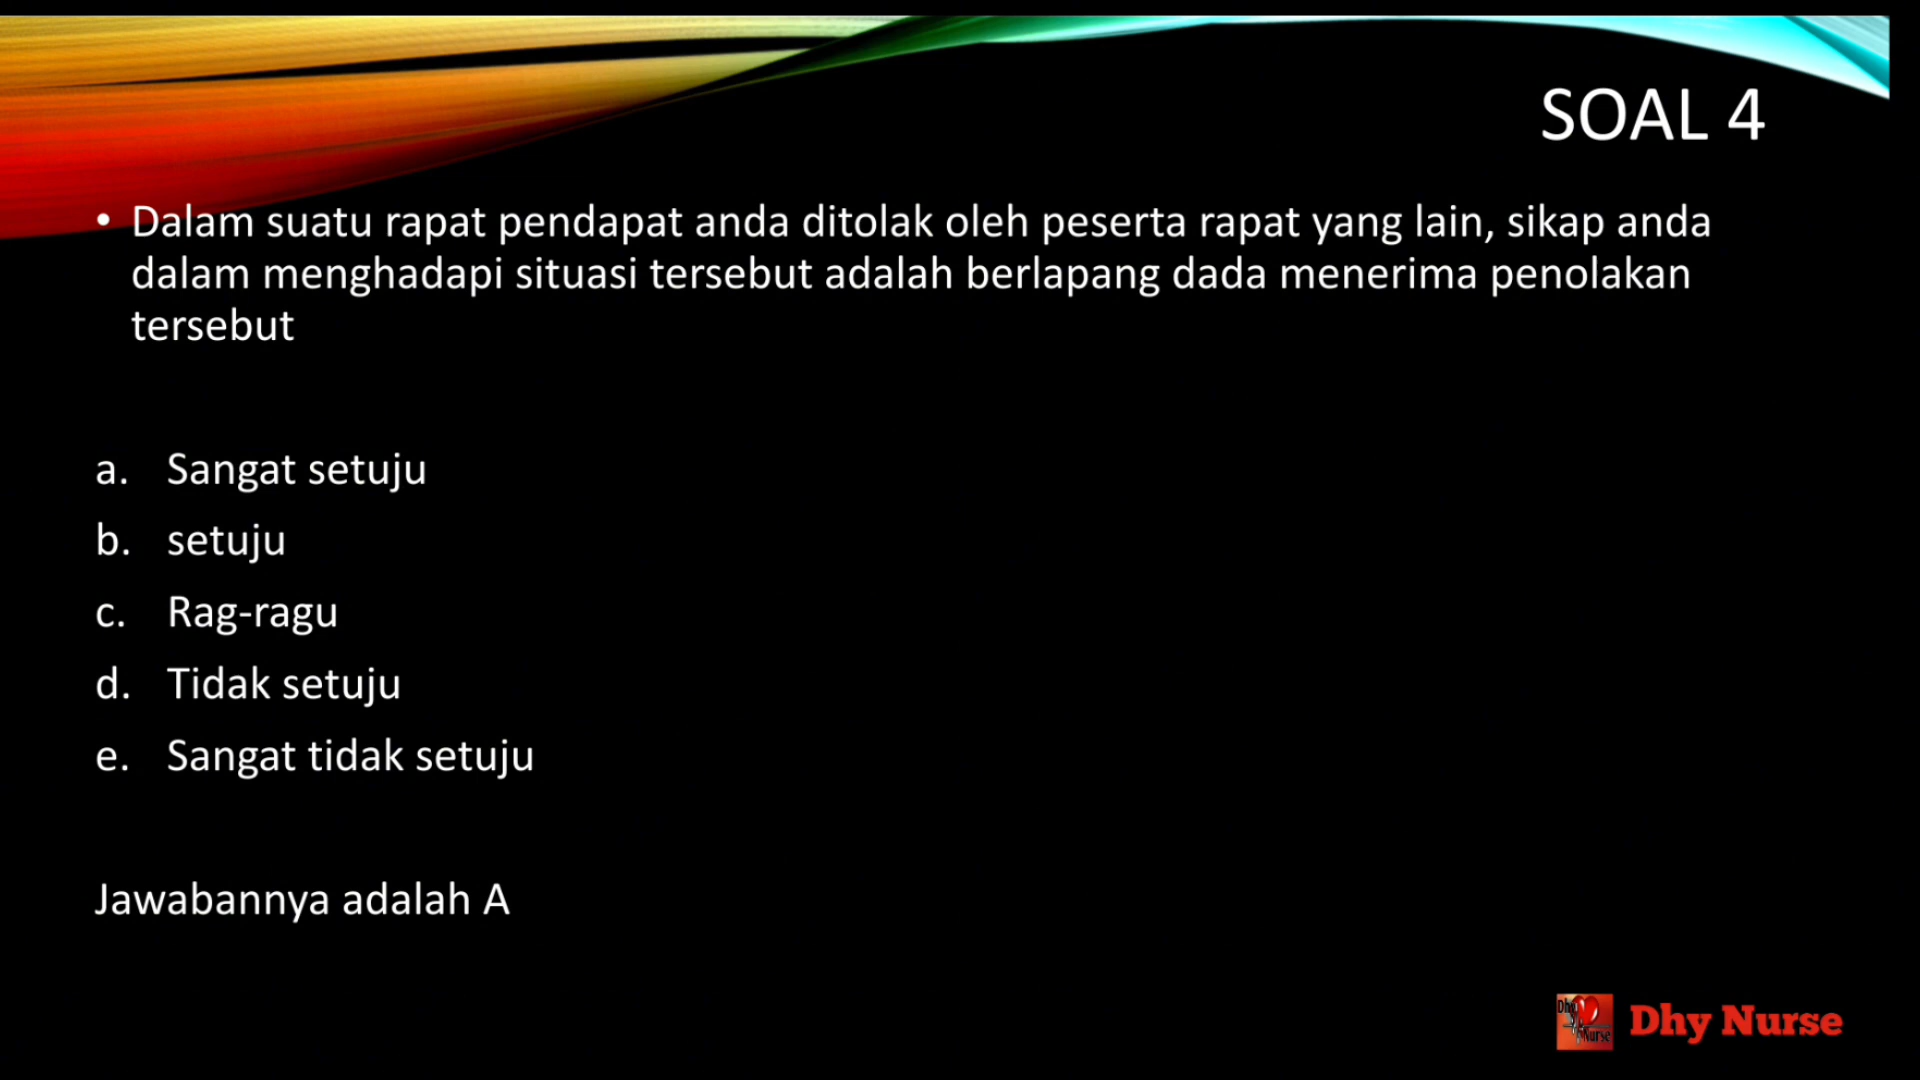 SOAL 4
• Dalam suatu rapat pendapat anda ditolak oleh peserta rapat yang lain, sikap anda
dalam menghadapi situasi tersebut adalah berlapang dada menerima penolakan
tersebut
a. Sangat setuju
b. setuju
c. Rag-ragu
d. Tidak setuju
e. Sangat tidak setuju
Jawabannya adalah A
Dhy
Nurse
Dhy Nurse